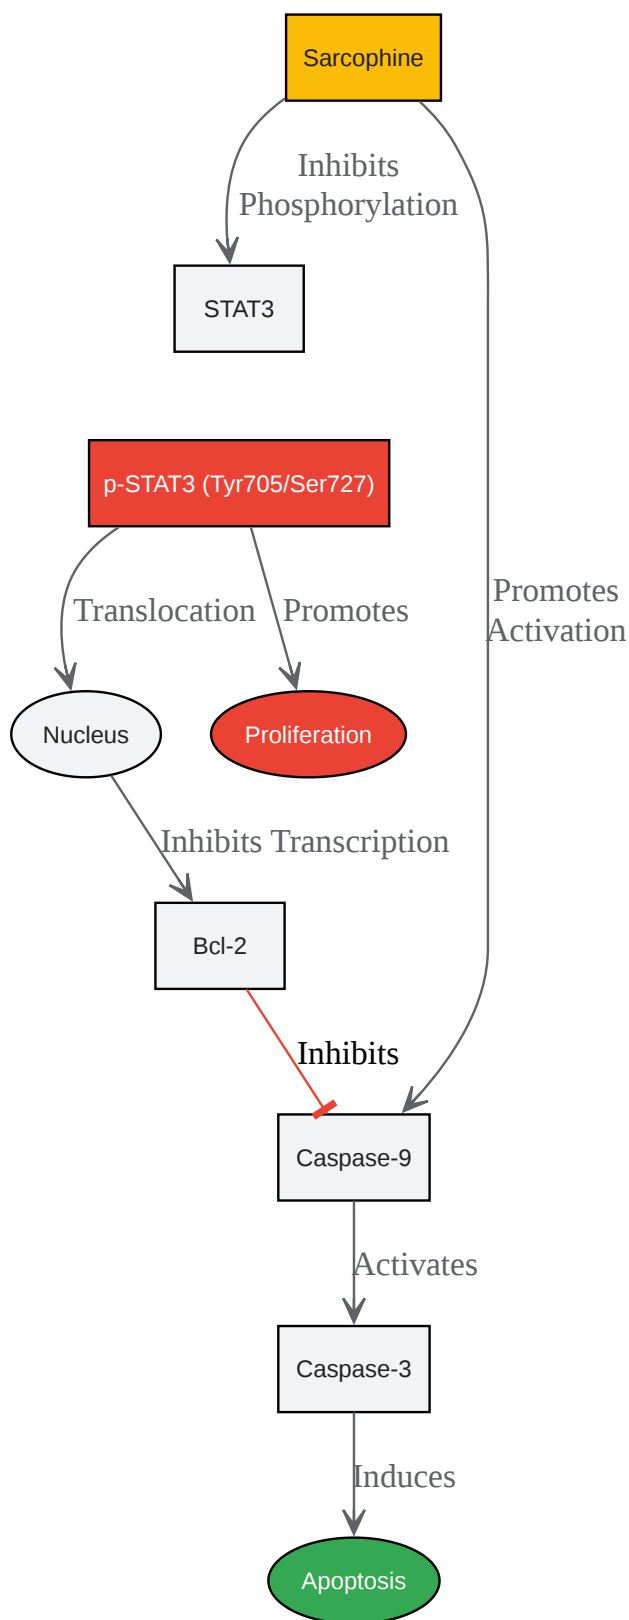 Sarcophine
Inhibits
Phosphorylation
STAT3
p-STAT3 (Tyr705/Ser727)
Translocation
Promotes
Promotes
Activation
Nucleus
Proliferation
Inhibits Transcription
Bcl-2
Inhibits
Caspase-9
Activates
Caspase-3
Induces
Apoptosis